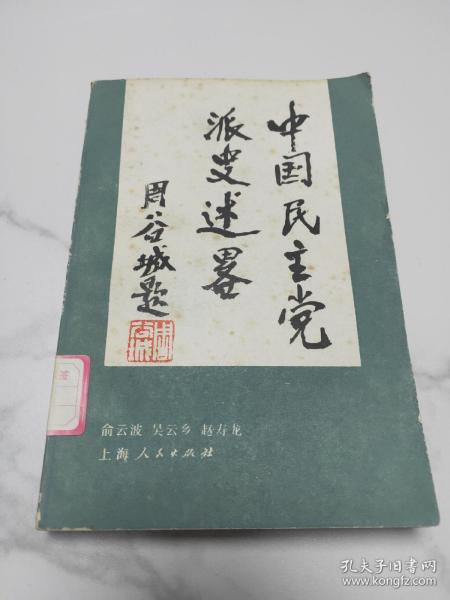 中国民主党
派史述畧
周谷城题
俞云波 吴云乡 赵寿龙
上海人民出版社
孔夫子旧书网
www.kongfz.com